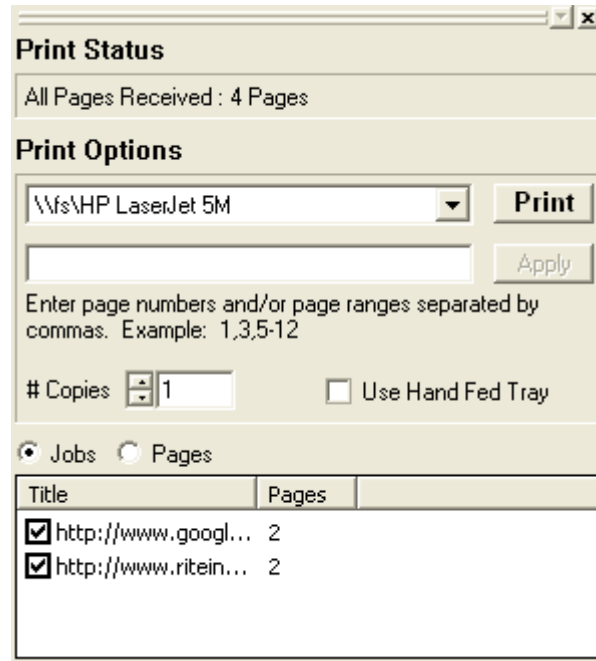 Print Status
All Pages Received : 4 Pages
Print Options
\\fs\HP LaserJet 5M
Print
Apply
Enter page numbers and/or page ranges separated by
commas.  Example:  1,3,5-12
# Copies 1 Use Hand Fed Tray
Jobs Pages
Title Pages
http://www.googl... 2
http://www.ritein... 2